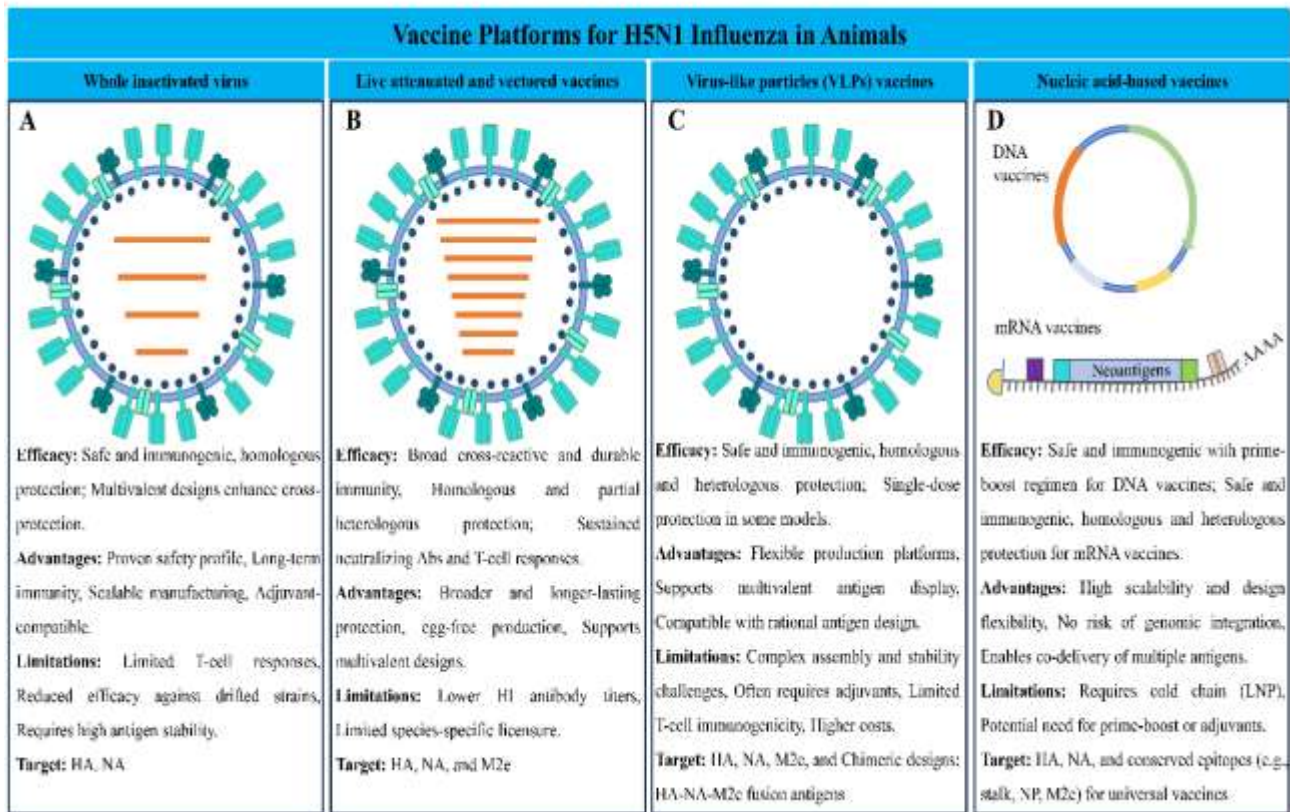 Vaccine Platforms for H5N1 Influenza in Animals
Whole inactivated virus
Live attenuated and vectored vaccines
Virus-like particles (VLPs) vaccines
Nucleic acid-based vaccines
A
Efficacy: Safe and immunogenic, homologous
protection; Multivalent designs enhance cross-
protection.
Advantages: Proven safety profile, Long-term
immunity, Scalable manufacturing, Adjuvant-
compatible.
Limitations: Limited T-cell responses,
Reduced efficacy against drifted strains,
Requires high antigen stability.
Target: HA, NA
B
Efficacy: Broad cross-reactive and durable
immunity, Homologous and partial
heterologous protection; Sustained
neutralizing Abs and T-cell responses.
Advantages: Broader and longer-lasting
protection, egg-free production, Supports
multivalent designs.
Limitations: Lower HI antibody titers,
Limited species-specific licensure.
Target: HA, NA, and M2e
C
Efficacy: Safe and immunogenic, homologous
and heterologous protection; Single-dose
protection in some models.
Advantages: Flexible production platforms,
Supports multivalent antigen display,
Compatible with rational antigen design.
Limitations: Complex assembly and stability
challenges, Often requires adjuvants, Limited
T-cell immunogenicity, Higher costs.
Target: HA, NA, M2e, and Chimeric designs:
HA-NA-M2e fusion antigens
D
DNA
vaccines
mRNA vaccines
Neoantigens
AAAA
Efficacy: Safe and immunogenic with prime-
boost regimen for DNA vaccines; Safe and
immunogenic, homologous and heterologous
protection for mRNA vaccines.
Advantages: High scalability and design
flexibility, No risk of genomic integration,
Enables co-delivery of multiple antigens.
Limitations: Requires cold chain (LNP),
Potential need for prime-boost or adjuvants.
Target: HA, NA, and conserved epitopes (e.g.,
stalk, NP, M2e) for universal vaccines